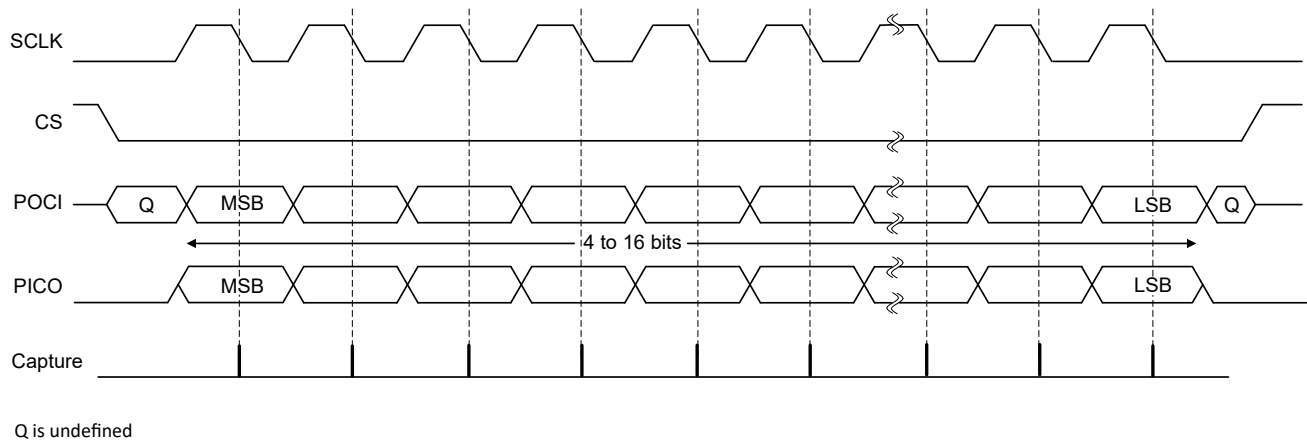 SCLK
CS
POCI Q MSB LSB Q
4 to 16 bits
PICO MSB LSB
Capture
Q is undefined